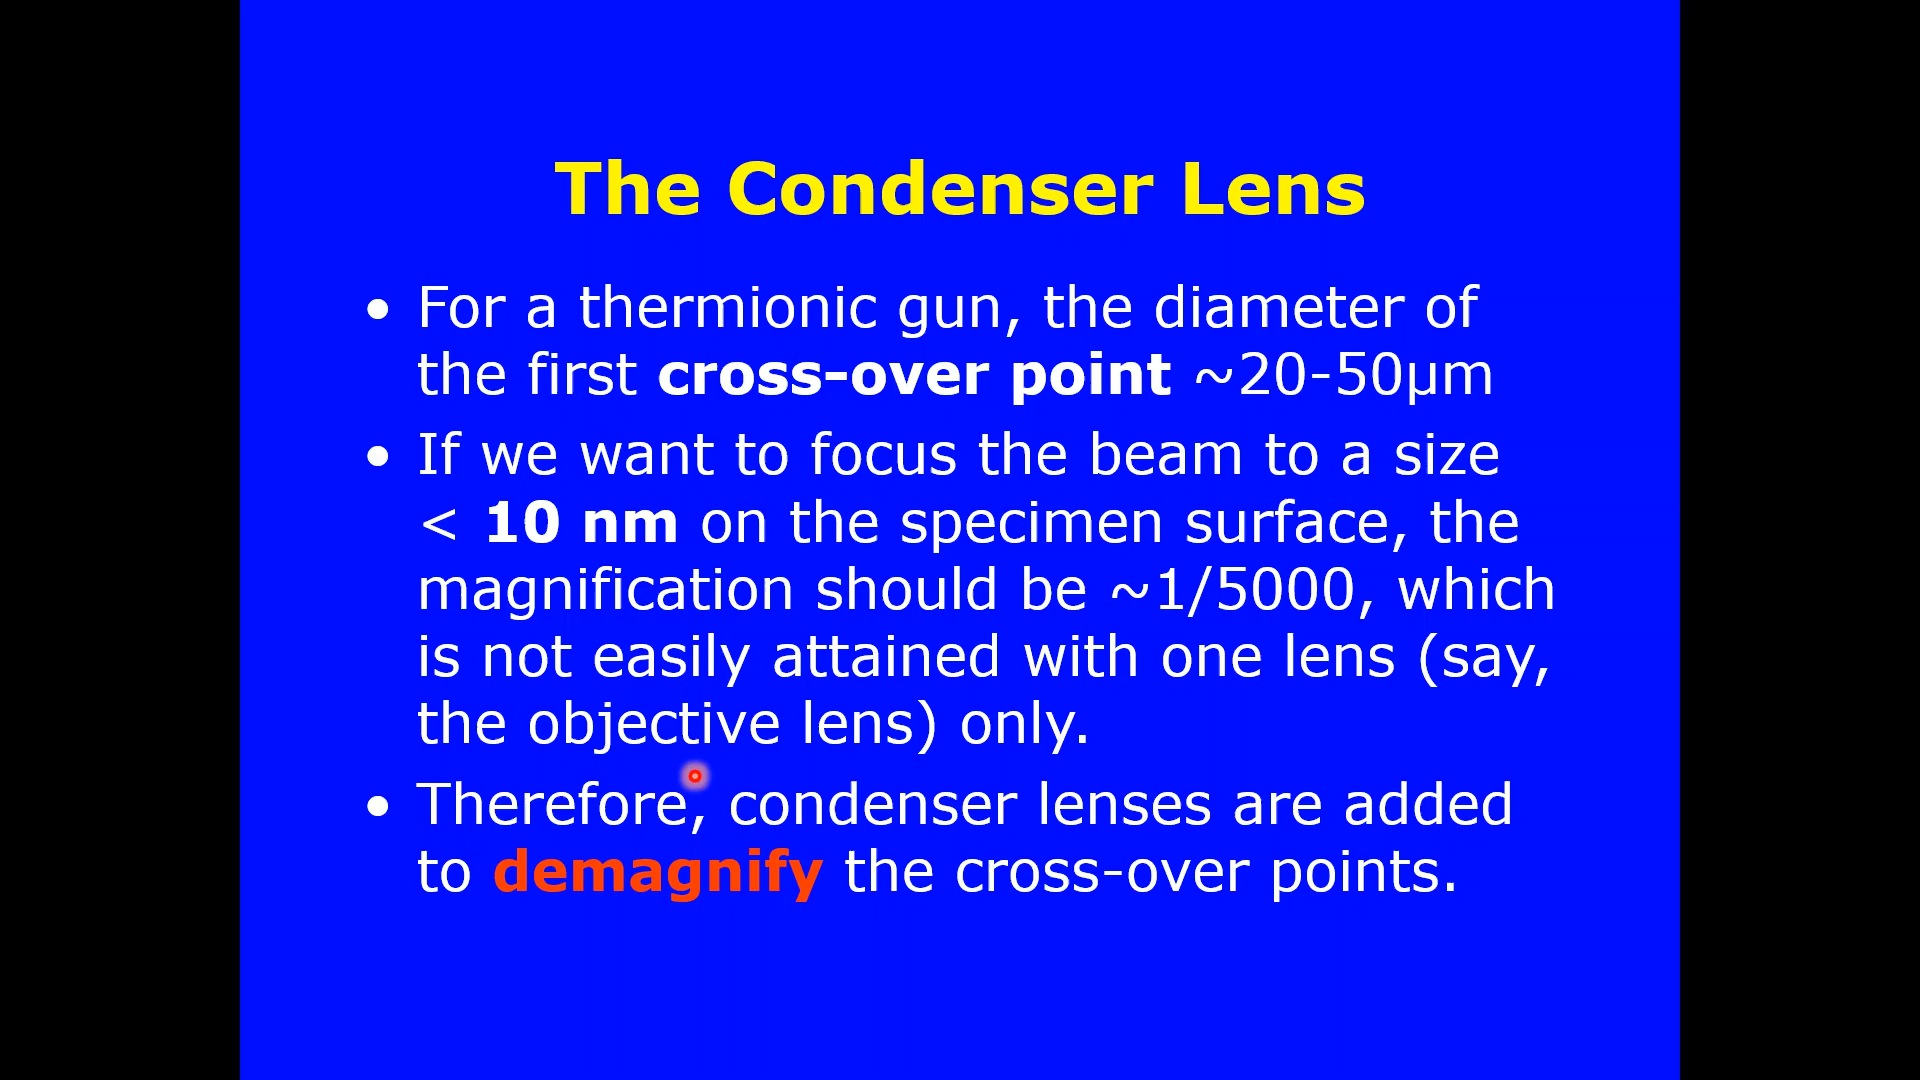 The Condenser Lens
• For a thermionic gun, the diameter of
the first cross-over point ~20-50µm
• If we want to focus the beam to a size
< 10 nm on the specimen surface, the
magnification should be ~1/5000, which
is not easily attained with one lens (say,
the objective lens) only.
• Therefore, condenser lenses are added
to demagnify the cross-over points.